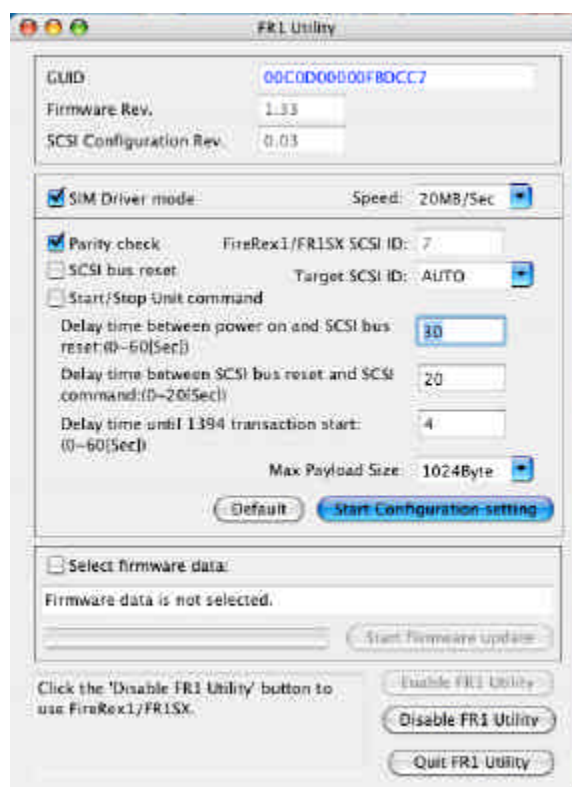 FR1 Utility
GUID 00C0D00000F8DCC7
Firmware Rev. 1.33
SCSI Configuration Rev. 0.03
SIM Driver mode Speed: 20MB/Sec
Parity check FireRex1/FR1SX SCSI ID: 7
SCSI bus reset Target SCSI ID: AUTO
Start/Stop Unit command
Delay time between power on and SCSI bus
reset:(0~60[Sec]) 30
Delay time between SCSI bus reset and SCSI
command:(0~20[Sec]) 20
Delay time until 1394 transaction start:
(0~60[Sec]) 4
Max Payload Size 1024Byte
Default Start Configuration setting
Select firmware data:
Firmware data is not selected.
Start firmware update
Click the 'Disable FR1 Utility' button to
use FireRex1/FR1SX.
Enable FR1 Utility
Disable FR1 Utility
Quit FR1 Utility